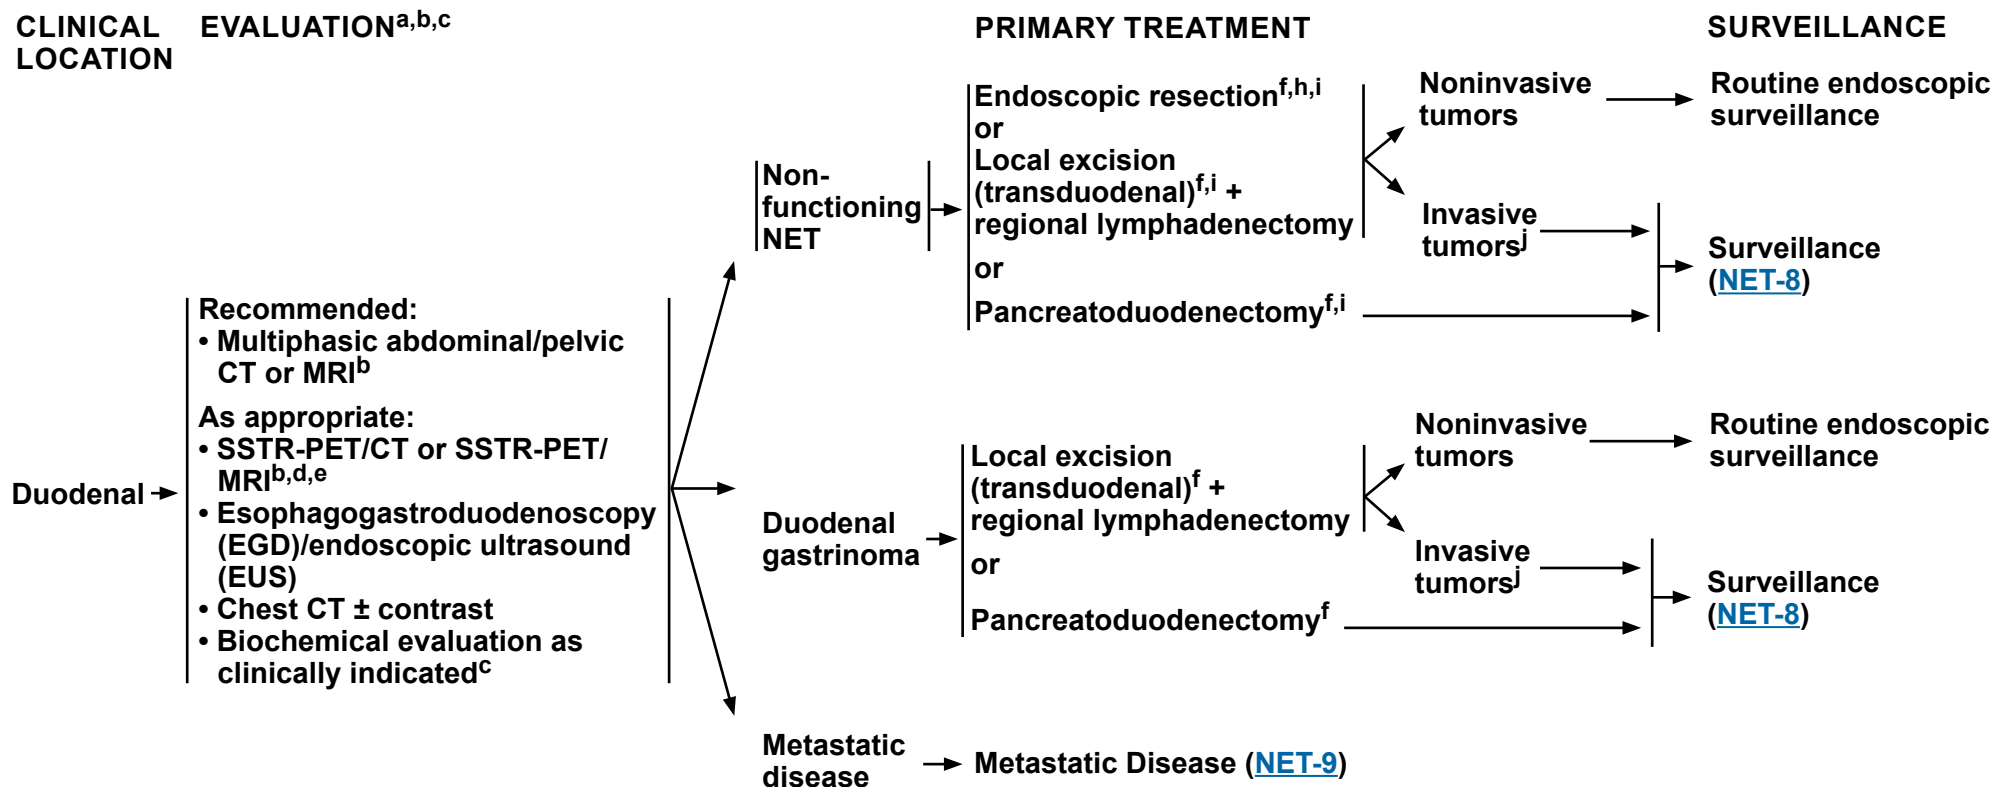 CLINICAL
LOCATION
EVALUATIONa,b,c
PRIMARY TREATMENT
SURVEILLANCE
Duodenal
Recommended:
• Multiphasic abdominal/pelvic
CT or MRIb
As appropriate:
• SSTR-PET/CT or SSTR-PET/
MRIb,d,e
• Esophagogastroduodenoscopy
(EGD)/endoscopic ultrasound
(EUS)
• Chest CT ± contrast
• Biochemical evaluation as
clinically indicatedc
Non-
functioning
NET
Endoscopic resectionf,h,i
or
Local excision
(transduodenal)f,i +
regional lymphadenectomy
or
Pancreatoduodenectomyf,i
Noninvasive
tumors
Routine endoscopic
surveillance
Invasive
tumorsj
Surveillance
(NET-8)
Duodenal
gastrinoma
Local excision
(transduodenal)f +
regional lymphadenectomy
or
Pancreatoduodenectomyf
Noninvasive
tumors
Routine endoscopic
surveillance
Invasive
tumorsj
Surveillance
(NET-8)
Metastatic
disease
Metastatic Disease (NET-9)